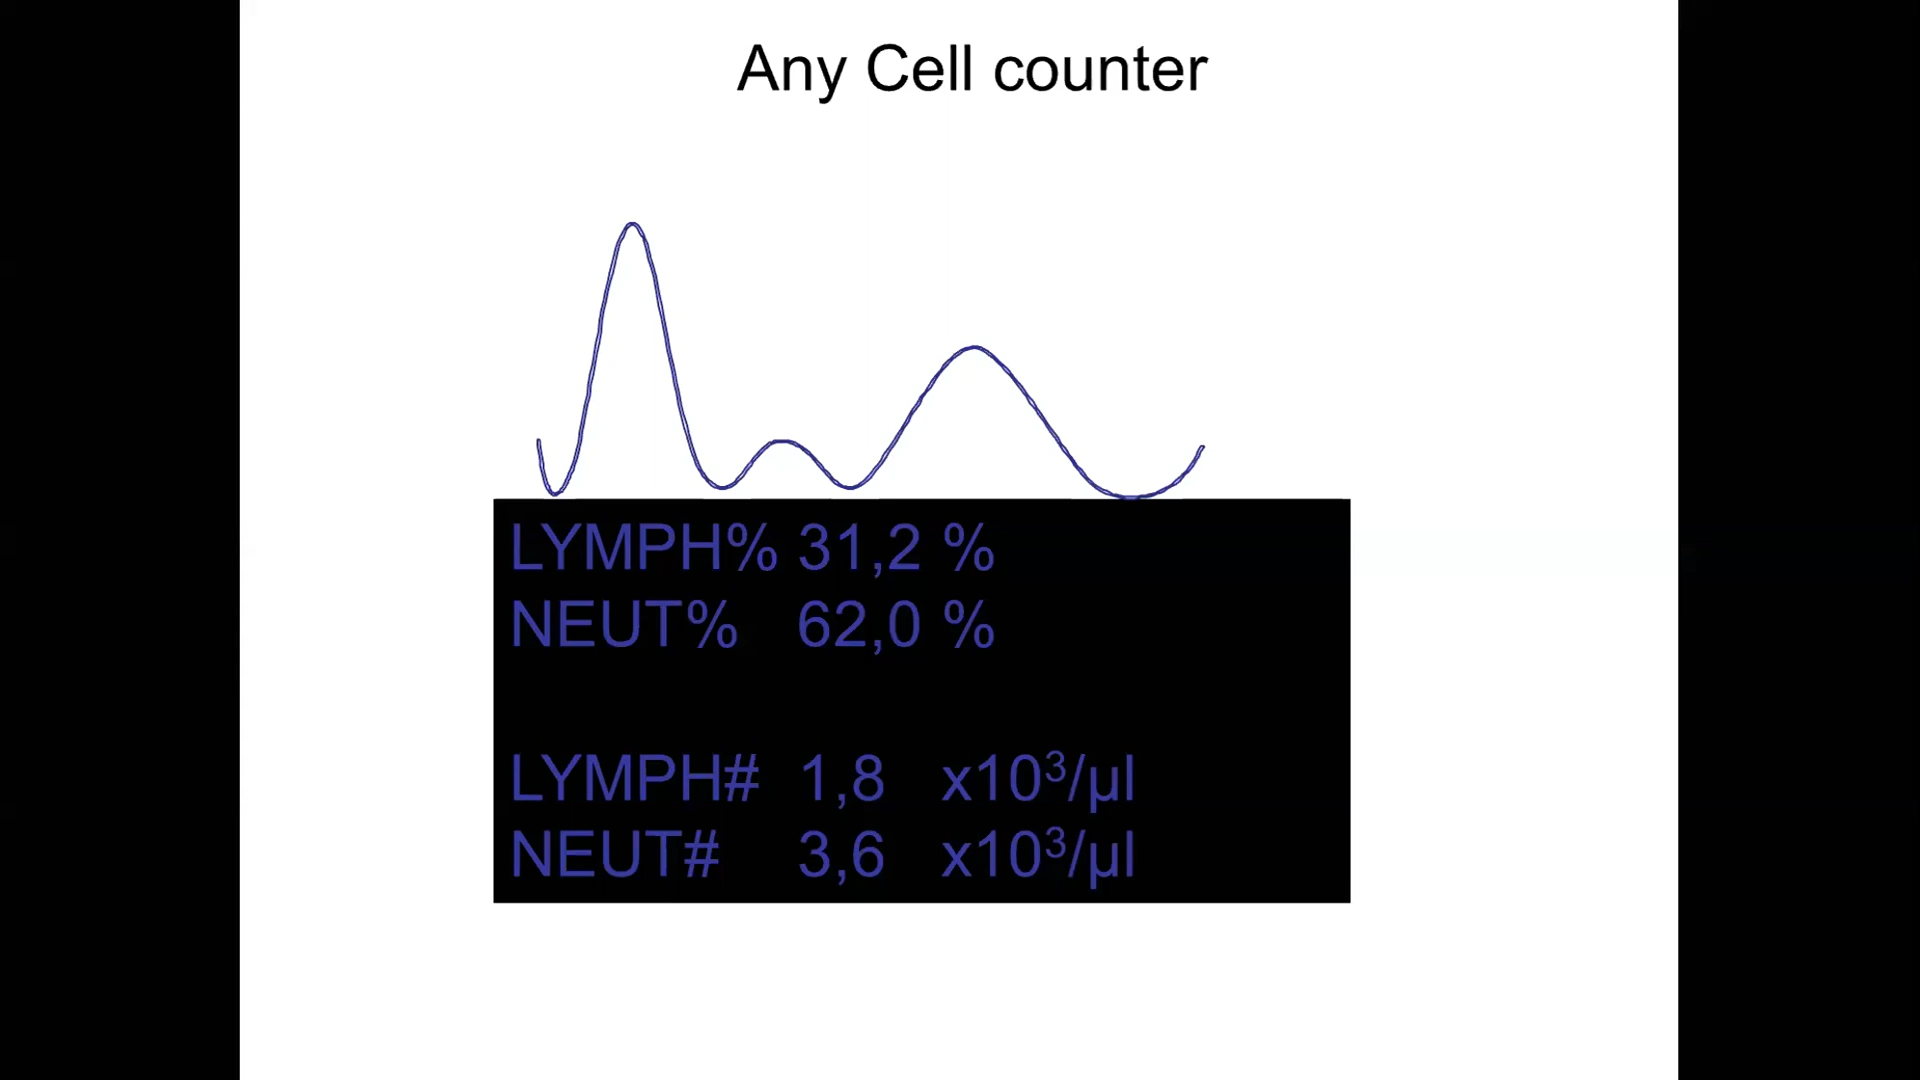 Any Cell counter
LYMPH% 31,2 %
NEUT% 62,0 %
LYMPH# 1,8 x10³/µl
NEUT# 3,6 x10³/µl